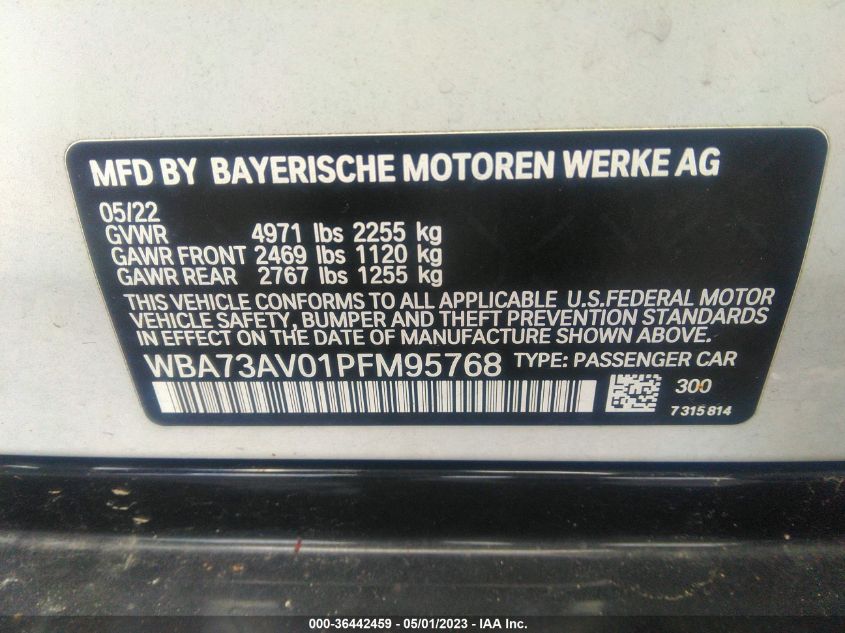 MFD BY BAYERISCHE MOTOREN WERKE AG
05/22
GVWR 4971 lbs 2255 kg
GAWR FRONT 2469 lbs 1120 kg
GAWR REAR 2767 lbs 1255 kg
THIS VEHICLE CONFORMS TO ALL APPLICABLE U.S.FEDERAL MOTOR
VEHICLE SAFETY, BUMPER AND THEFT PREVENTION STANDARDS
IN EFFECT ON THE DATE OF MANUFACTURE SHOWN ABOVE.
WBA73AV01PFM95768 TYPE: PASSENGER CAR
300
7 315 814
000-36442459 - 05/01/2023 - IAA Inc.